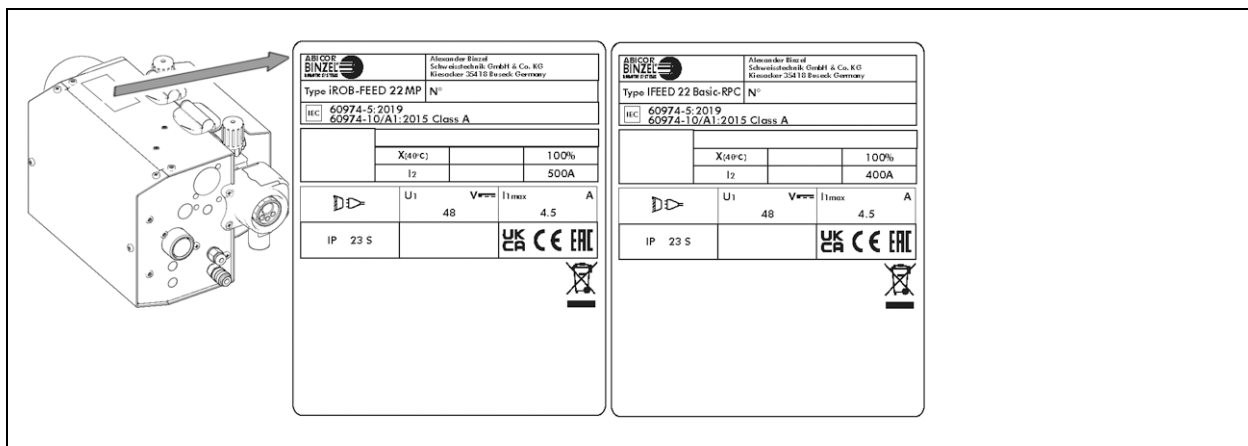 ABICOR
BINZEL
Alexander Binzel
Schweisstechnik GmbH & Co. KG
Kiesacker 35418 Buseck Germany
Type iROB-FEED 22 MP N°
IEC 60974-5:2019
60974-10/A1:2015 Class A
X(40°C) 100%
I2 500A
U1 V I1max A
48 4.5
IP 23 S UK CA CE EAC
ABICOR
BINZEL
Alexander Binzel
Schweisstechnik GmbH & Co. KG
Kiesacker 35418 Buseck Germany
Type IFEED 22 Basic-RPC N°
IEC 60974-5:2019
60974-10/A1:2015 Class A
X(40°C) 100%
I2 400A
U1 V I1max A
48 4.5
IP 23 S UK CA CE EAC